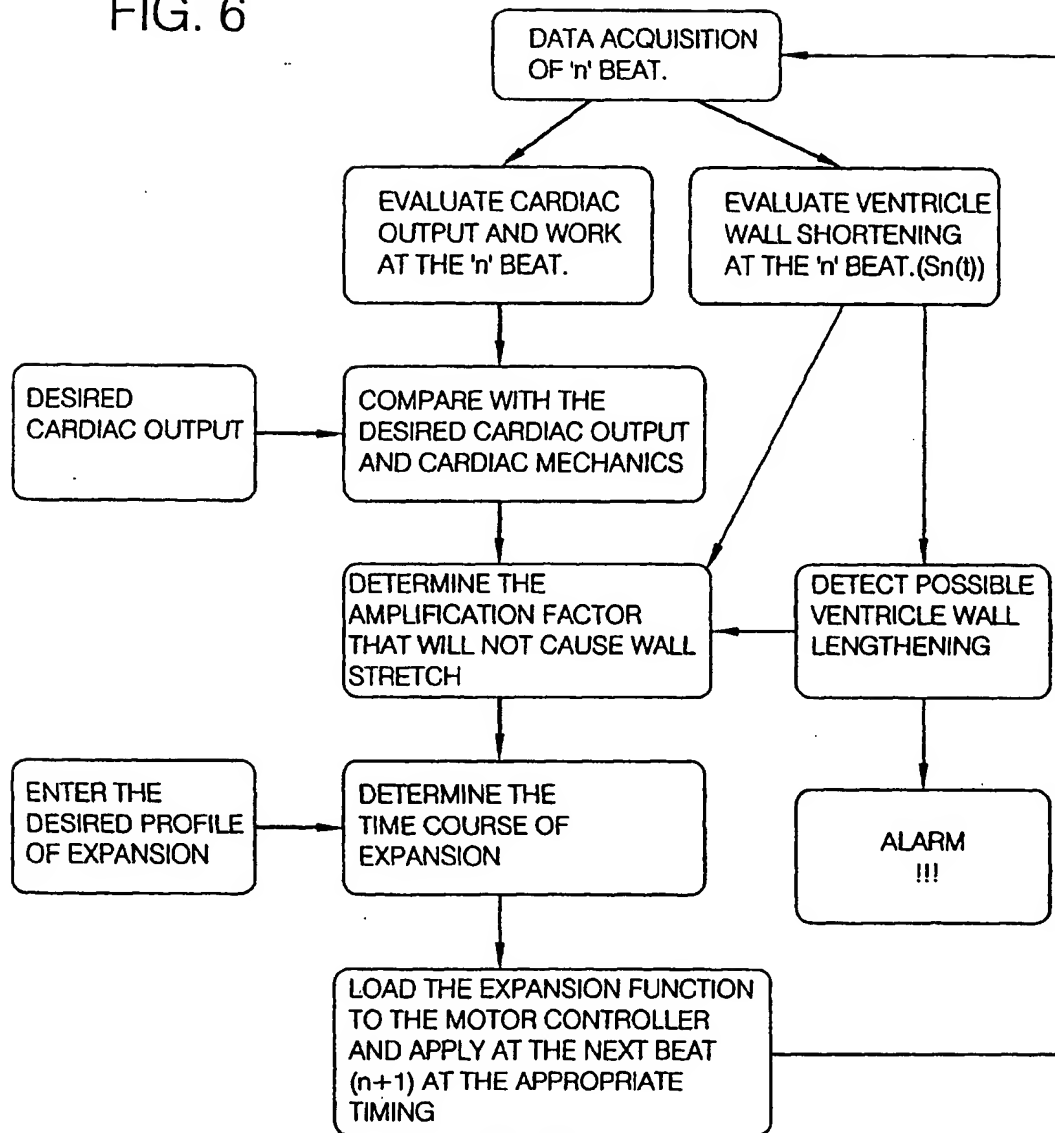 FIG. 6
DATA ACQUISITION
OF 'n' BEAT.
EVALUATE CARDIAC
OUTPUT AND WORK
AT THE 'n' BEAT.
EVALUATE VENTRICLE
WALL SHORTENING
AT THE 'n' BEAT.(Sn(t))
DESIRED
CARDIAC OUTPUT
COMPARE WITH THE
DESIRED CARDIAC OUTPUT
AND CARDIAC MECHANICS
DETERMINE THE
AMPLIFICATION FACTOR
THAT WILL NOT CAUSE WALL
STRETCH
DETECT POSSIBLE
VENTRICLE WALL
LENGTHENING
ENTER THE
DESIRED PROFILE
OF EXPANSION
DETERMINE THE
TIME COURSE OF
EXPANSION
ALARM
!!!
LOAD THE EXPANSION FUNCTION
TO THE MOTOR CONTROLLER
AND APPLY AT THE NEXT BEAT
(n+1) AT THE APPROPRIATE
TIMING